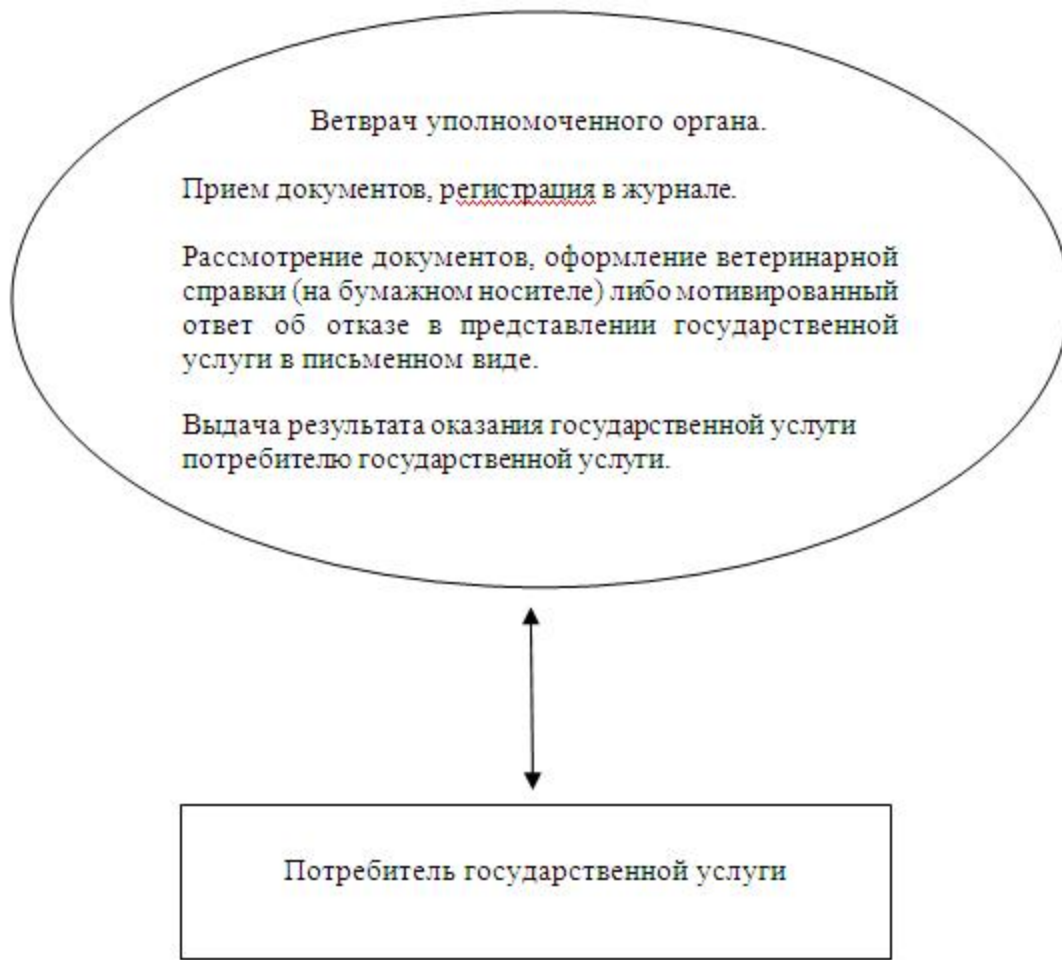 Ветврач уполномоченного органа.
Прием документов, регистрация в журнале.
Рассмотрение документов, оформление ветеринарной
справки (на бумажном носителе) либо мотивированный
ответ об отказе в представлении государственной
услуги в письменном виде.
Выдача результата оказания государственной услуги
потребителю государственной услуги.
Потребитель государственной услуги